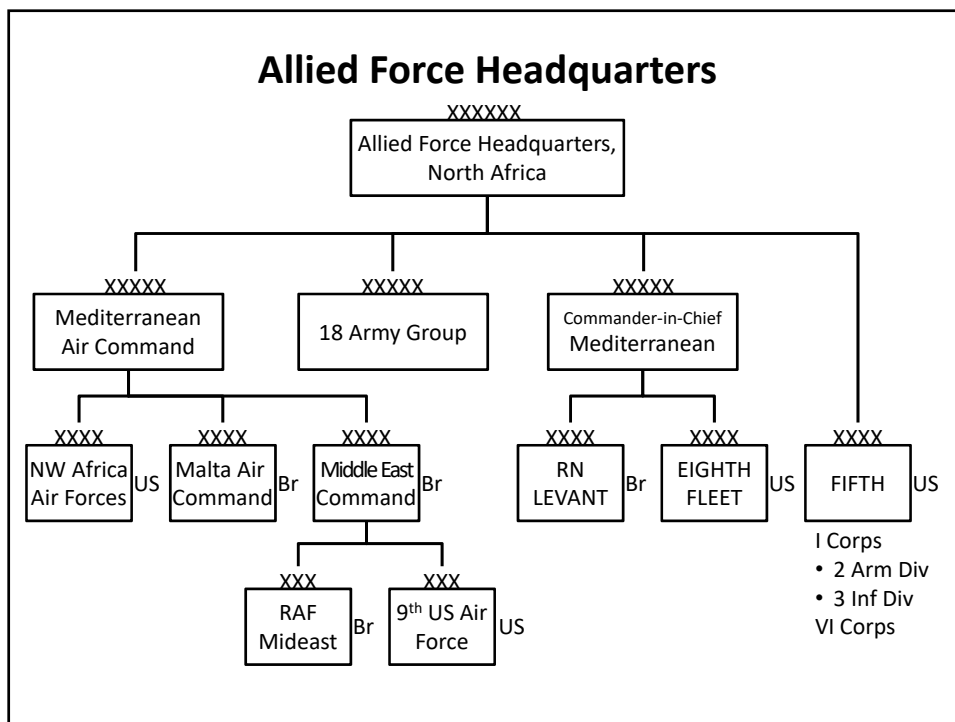 Allied Force Headquarters
XXXXXX
Allied Force Headquarters,
North Africa
XXXXX
Mediterranean
Air Command
XXXXX
18 Army Group
XXXXX
Commander-in-Chief
Mediterranean
XXXX
NW Africa
Air Forces
US
XXXX
Malta Air
Command
Br
XXXX
Middle East
Command
Br
XXXX
RN
LEVANT
Br
XXXX
EIGHTH
FLEET
US
XXXX
FIFTH
US
I Corps
• 2 Arm Div
• 3 Inf Div
VI Corps
XXX
RAF
Mideast
Br
XXX
9th US Air
Force
US